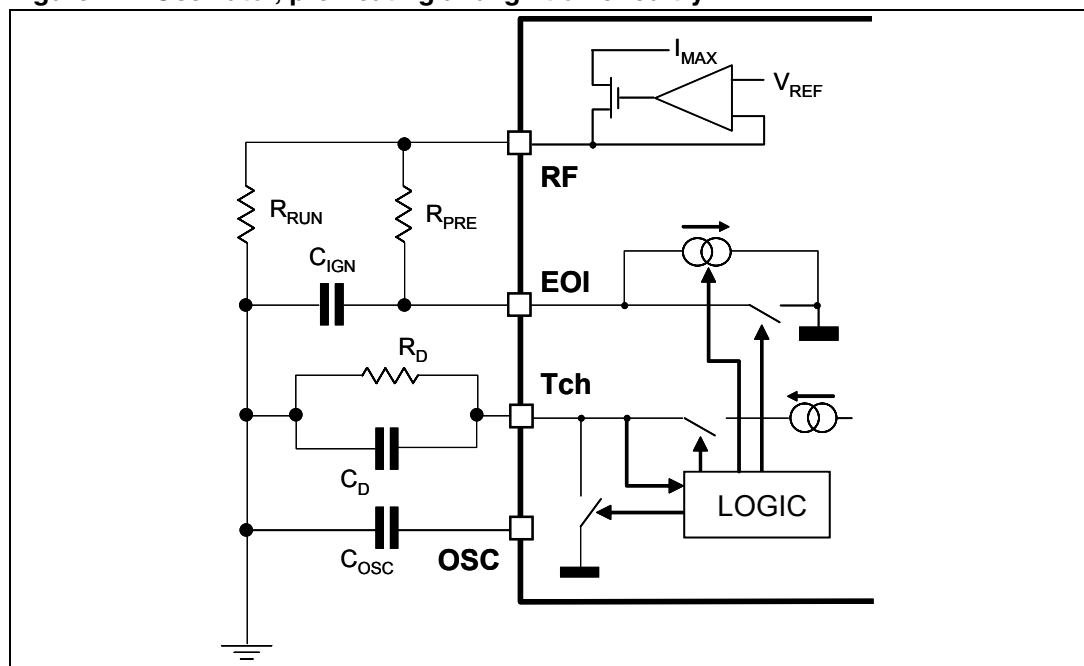 I_MAX
V_REF
RF
R_RUN
R_PRE
C_IGN
EOI
R_D
Tch
C_D
LOGIC
C_OSC
OSC